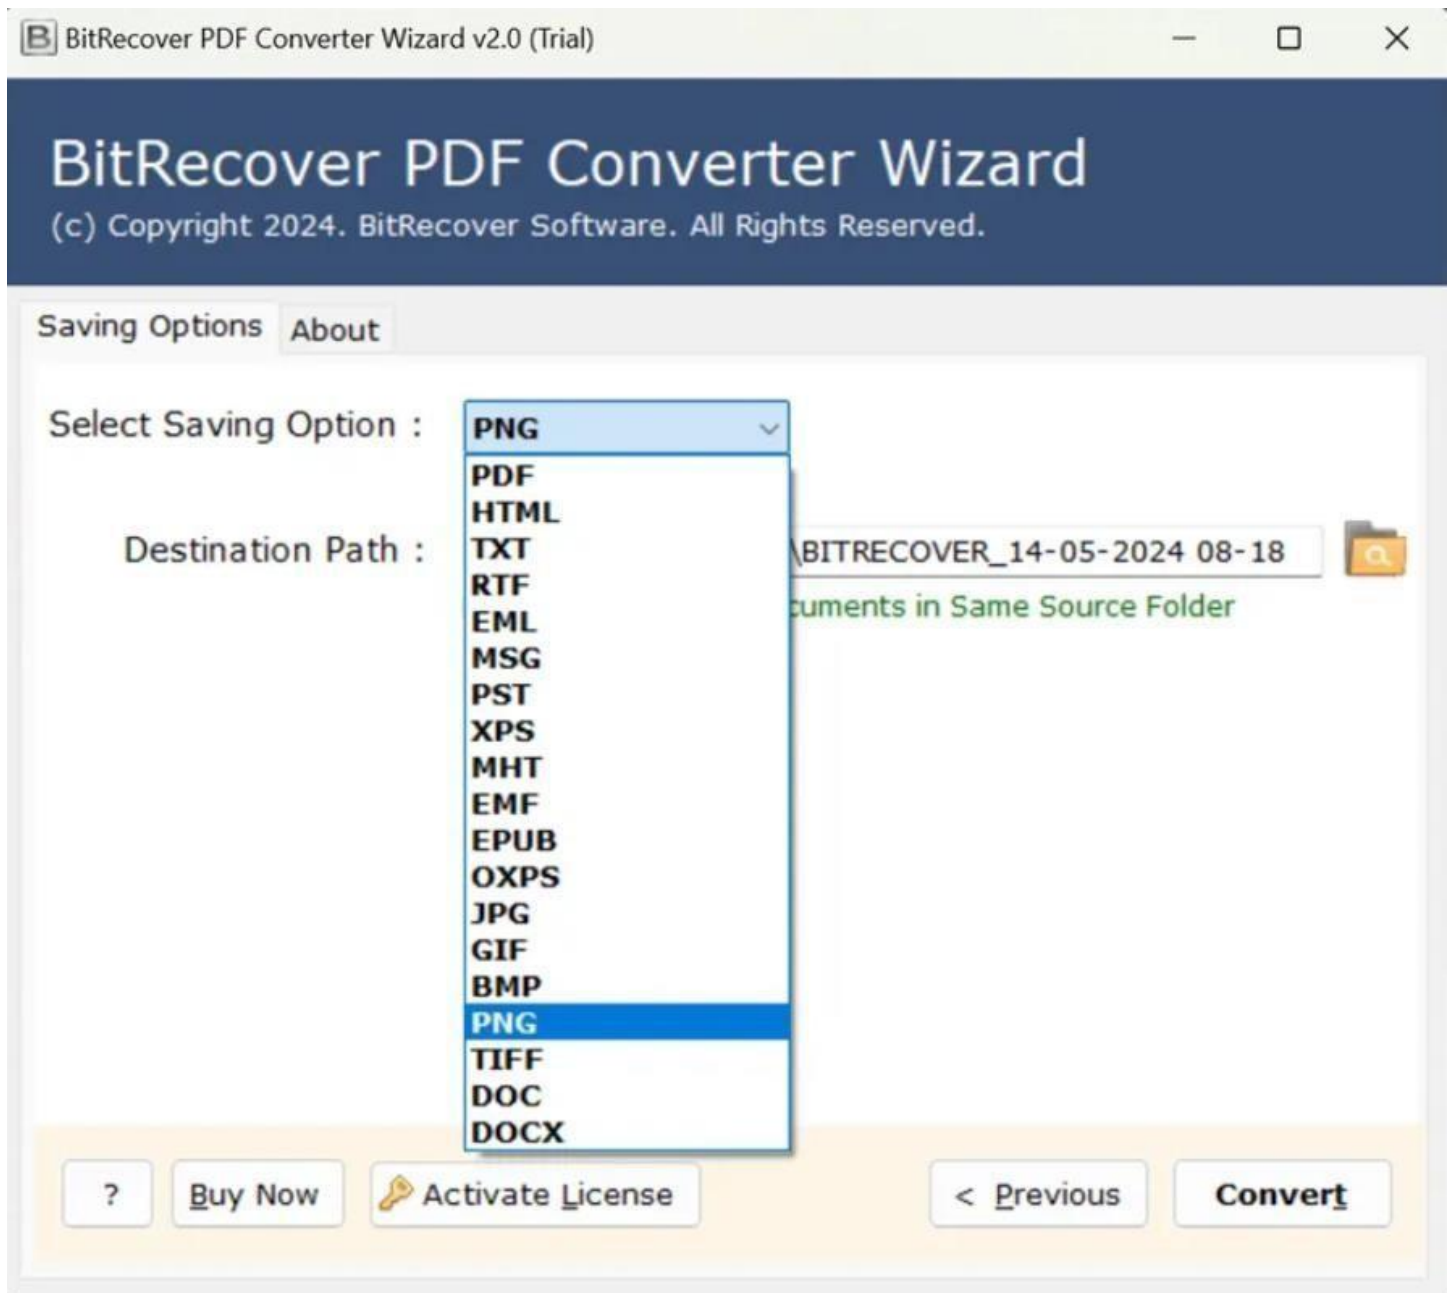 BitRecover PDF Converter Wizard v2.0 (Trial)
BitRecover PDF Converter Wizard
(c) Copyright 2024. BitRecover Software. All Rights Reserved.
Saving Options About
Select Saving Option : PNG
PDF
HTML
Destination Path : \BITRECOVER_14-05-2024 08-18
TXT
RTF
in Same Source Folder
EML
MSG
PST
XPS
MHT
EMF
EPUB
OXPS
JPG
GIF
BMP
PNG
TIFF
DOC
DOCX
? Buy Now Activate License < Previous Convert